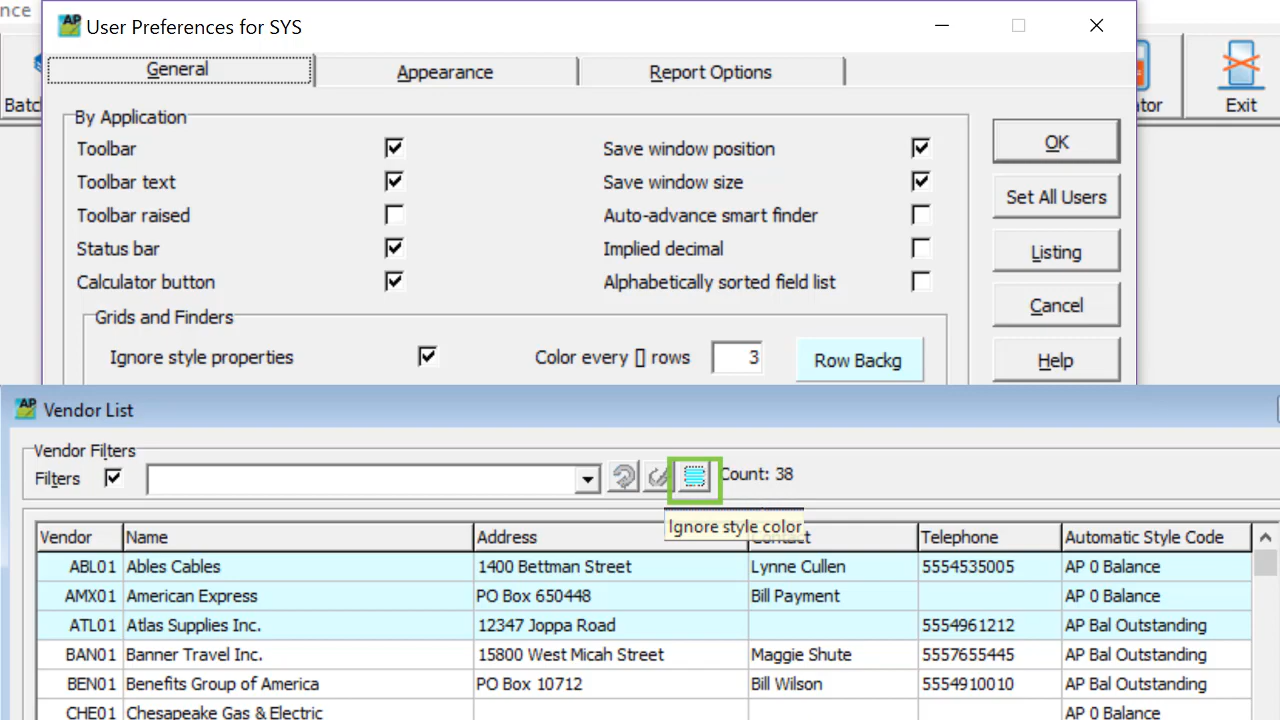 nce
AP User Preferences for SYS
General Appearance Report Options
Batc
tor
Exit
By Application
Toolbar Save window position
Toolbar text Save window size
Toolbar raised Auto-advance smart finder
Status bar Implied decimal
Calculator button Alphabetically sorted field list
OK
Set All Users
Listing
Cancel
Help
Grids and Finders
Ignore style properties Color every [] rows 3 Row Backg
AP Vendor List
Vendor Filters
Filters Count: 38
Ignore style color
Vendor Name Address Contact Telephone Automatic Style Code
ABL01 Ables Cables 1400 Bettman Street Lynne Cullen 5554535005 AP 0 Balance
AMX01 American Express PO Box 650448 Bill Payment AP 0 Balance
ATL01 Atlas Supplies Inc. 12347 Joppa Road 5554961212 AP Bal Outstanding
BAN01 Banner Travel Inc. 15800 West Micah Street Maggie Shute 5557655445 AP Bal Outstanding
BEN01 Benefits Group of America PO Box 10712 Bill Wilson 5554910010 AP Bal Outstanding
CHE01 Chesapeake Gas & Electric AP 0 Balance